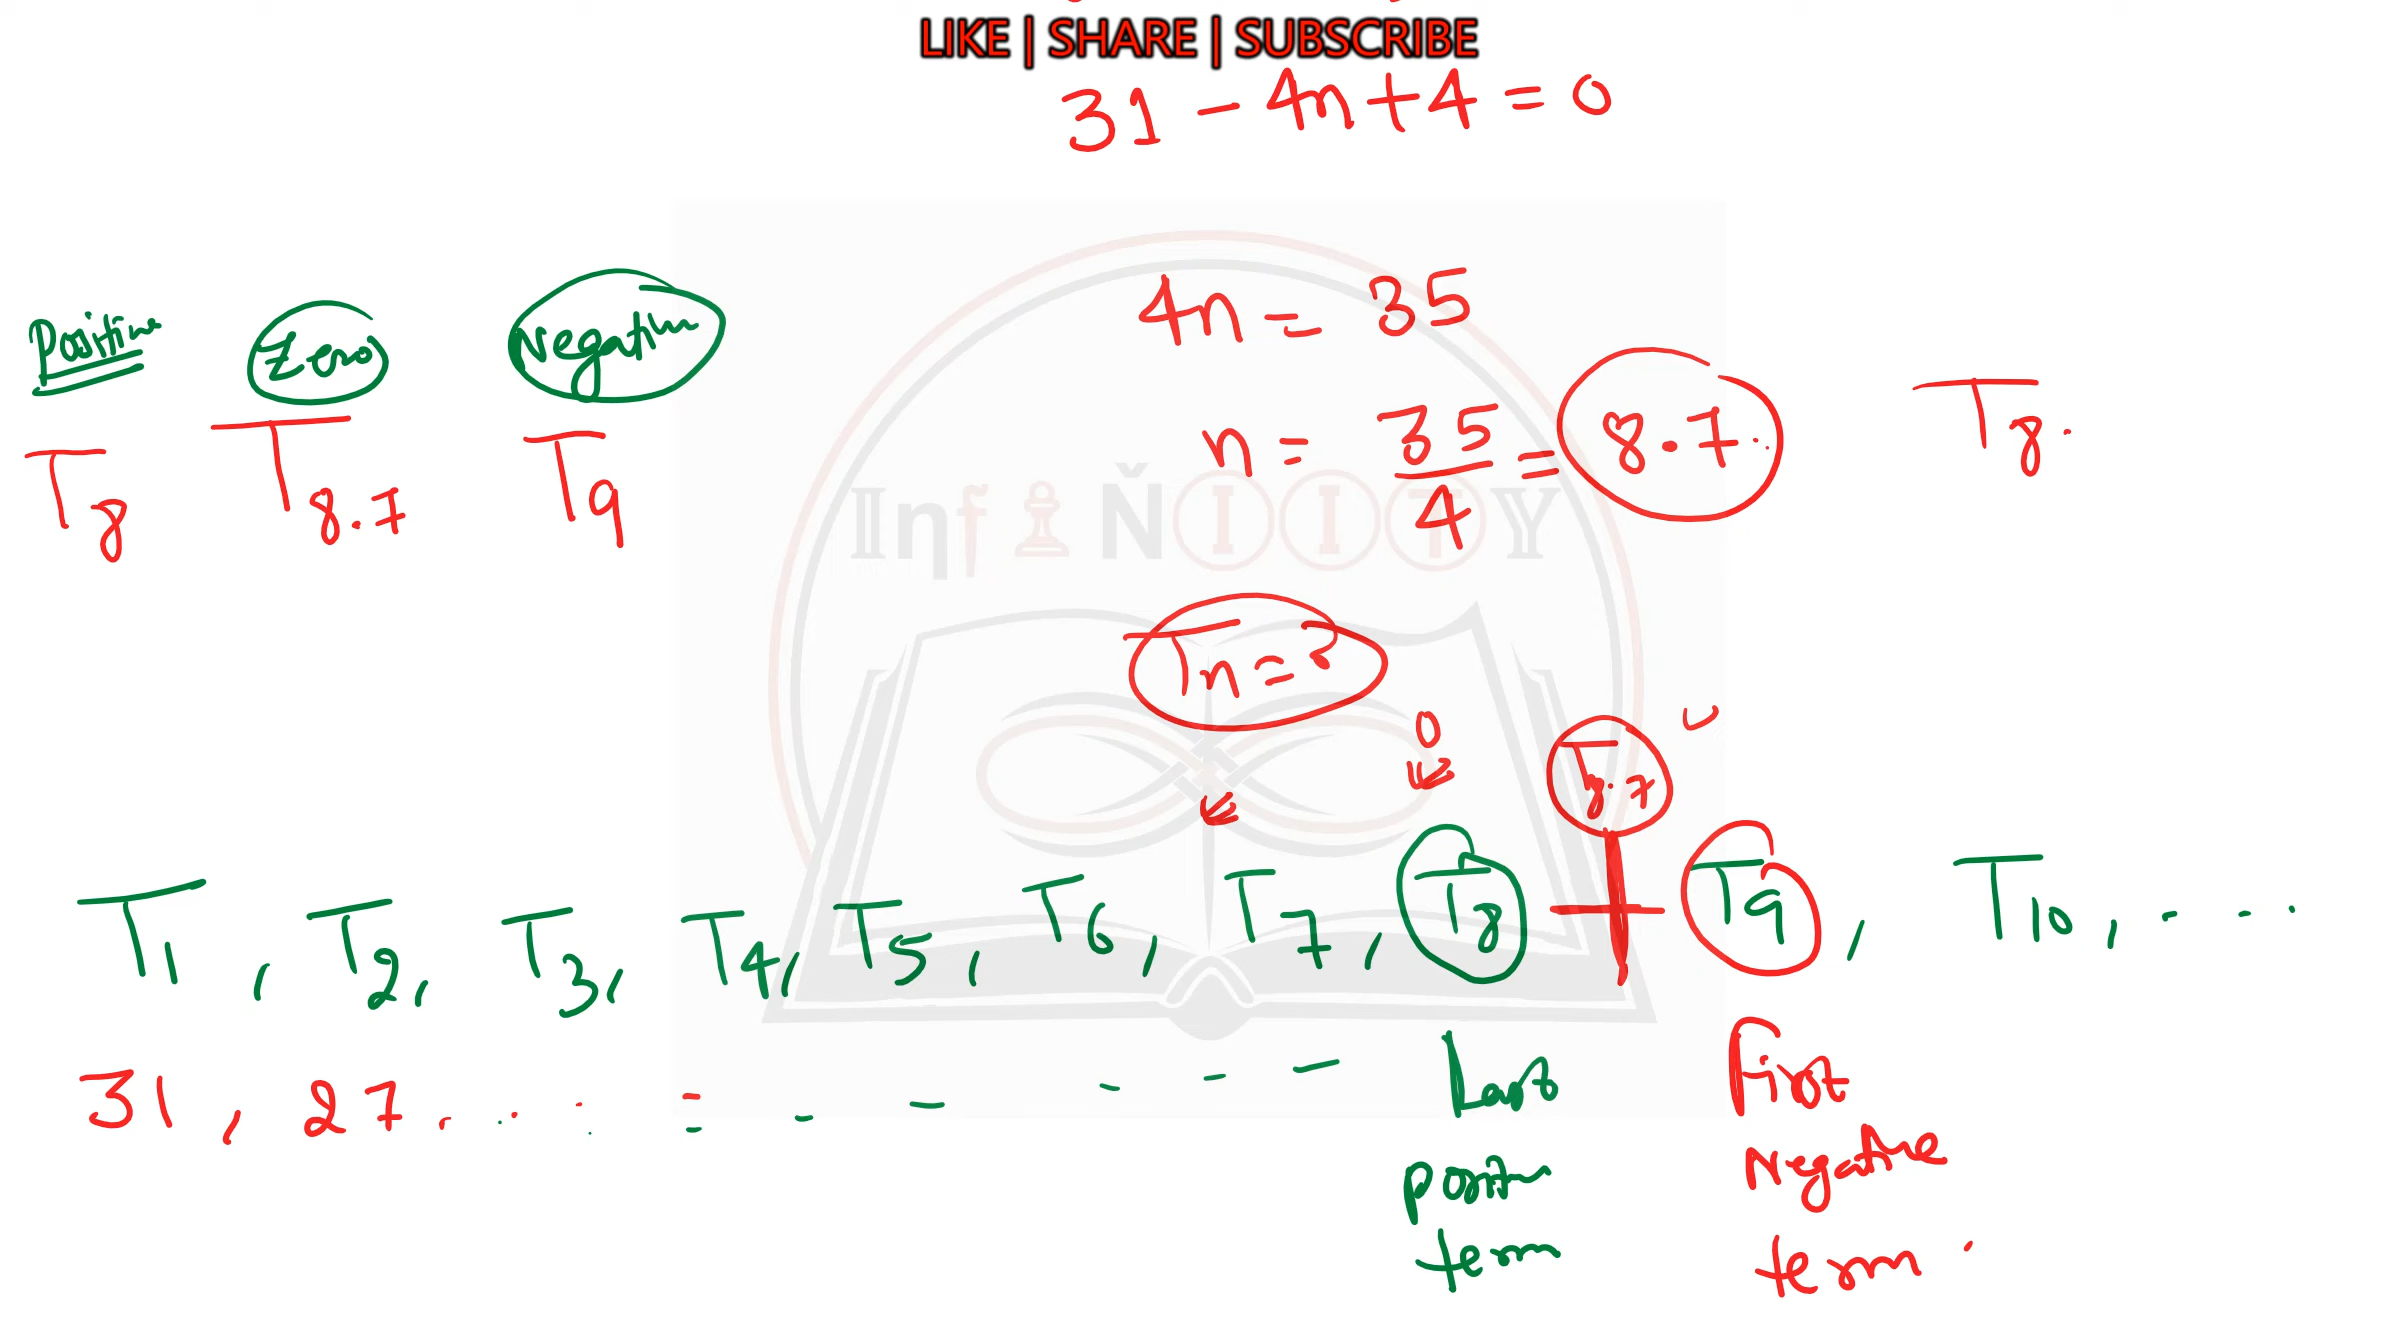 LIKE | SHARE | SUBSCRIBE
31 - 4n + 4 = 0
4n = 35
Positive Zero Negative
n = 35/4 = 8.7.. T8.
T8 T8.7 T9
InfiŇIITY
Tn = ?
0
T8.7
T1, T2, T3, T4, T5, T6, T7, T8 T9, T10, - - - .
31, 27. . . . = - - - - - Last First
positive Negative
term term .